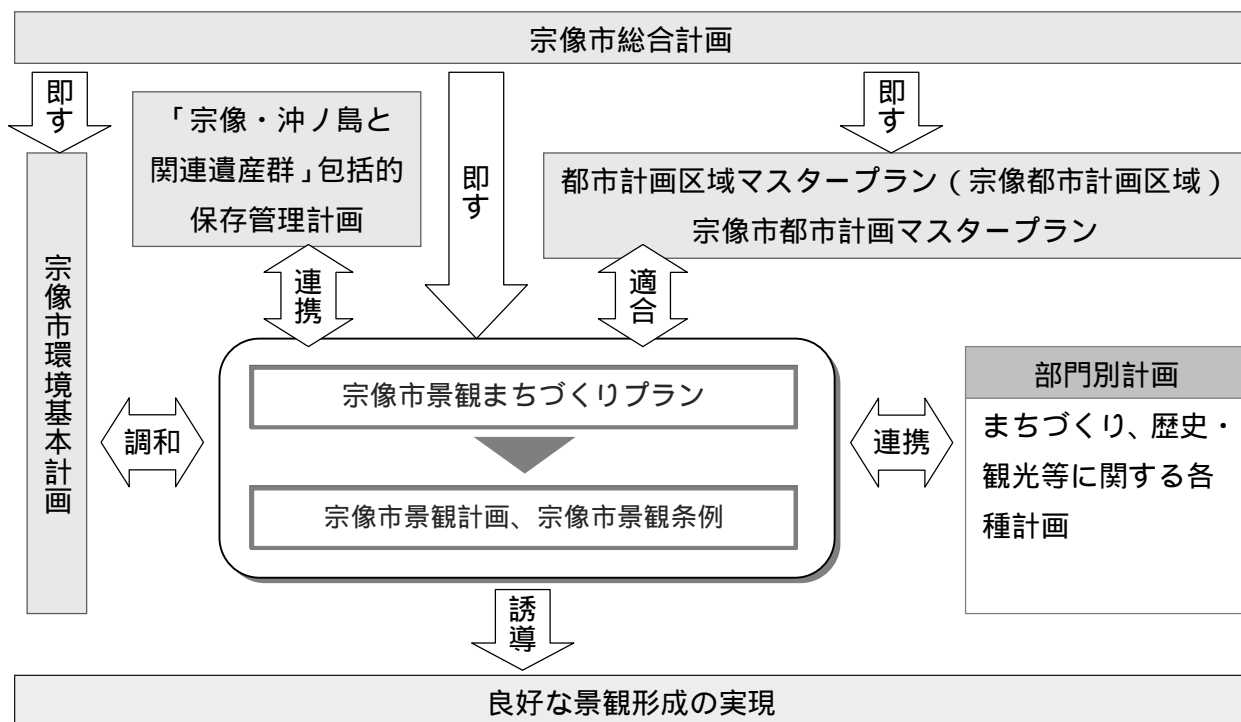 宗像市総合計画
即す
即す
即す
「宗像・沖ノ島と
関連遺産群」包括的
保存管理計画
都市計画区域マスタープラン(宗像都市計画区域)
宗像市都市計画マスタープラン
宗像市環境基本計画
連携
適合
宗像市景観まちづくりプラン
宗像市景観計画、宗像市景観条例
調和
連携
部門別計画
まちづくり、歴史・
観光等に関する各
種計画
誘導
良好な景観形成の実現